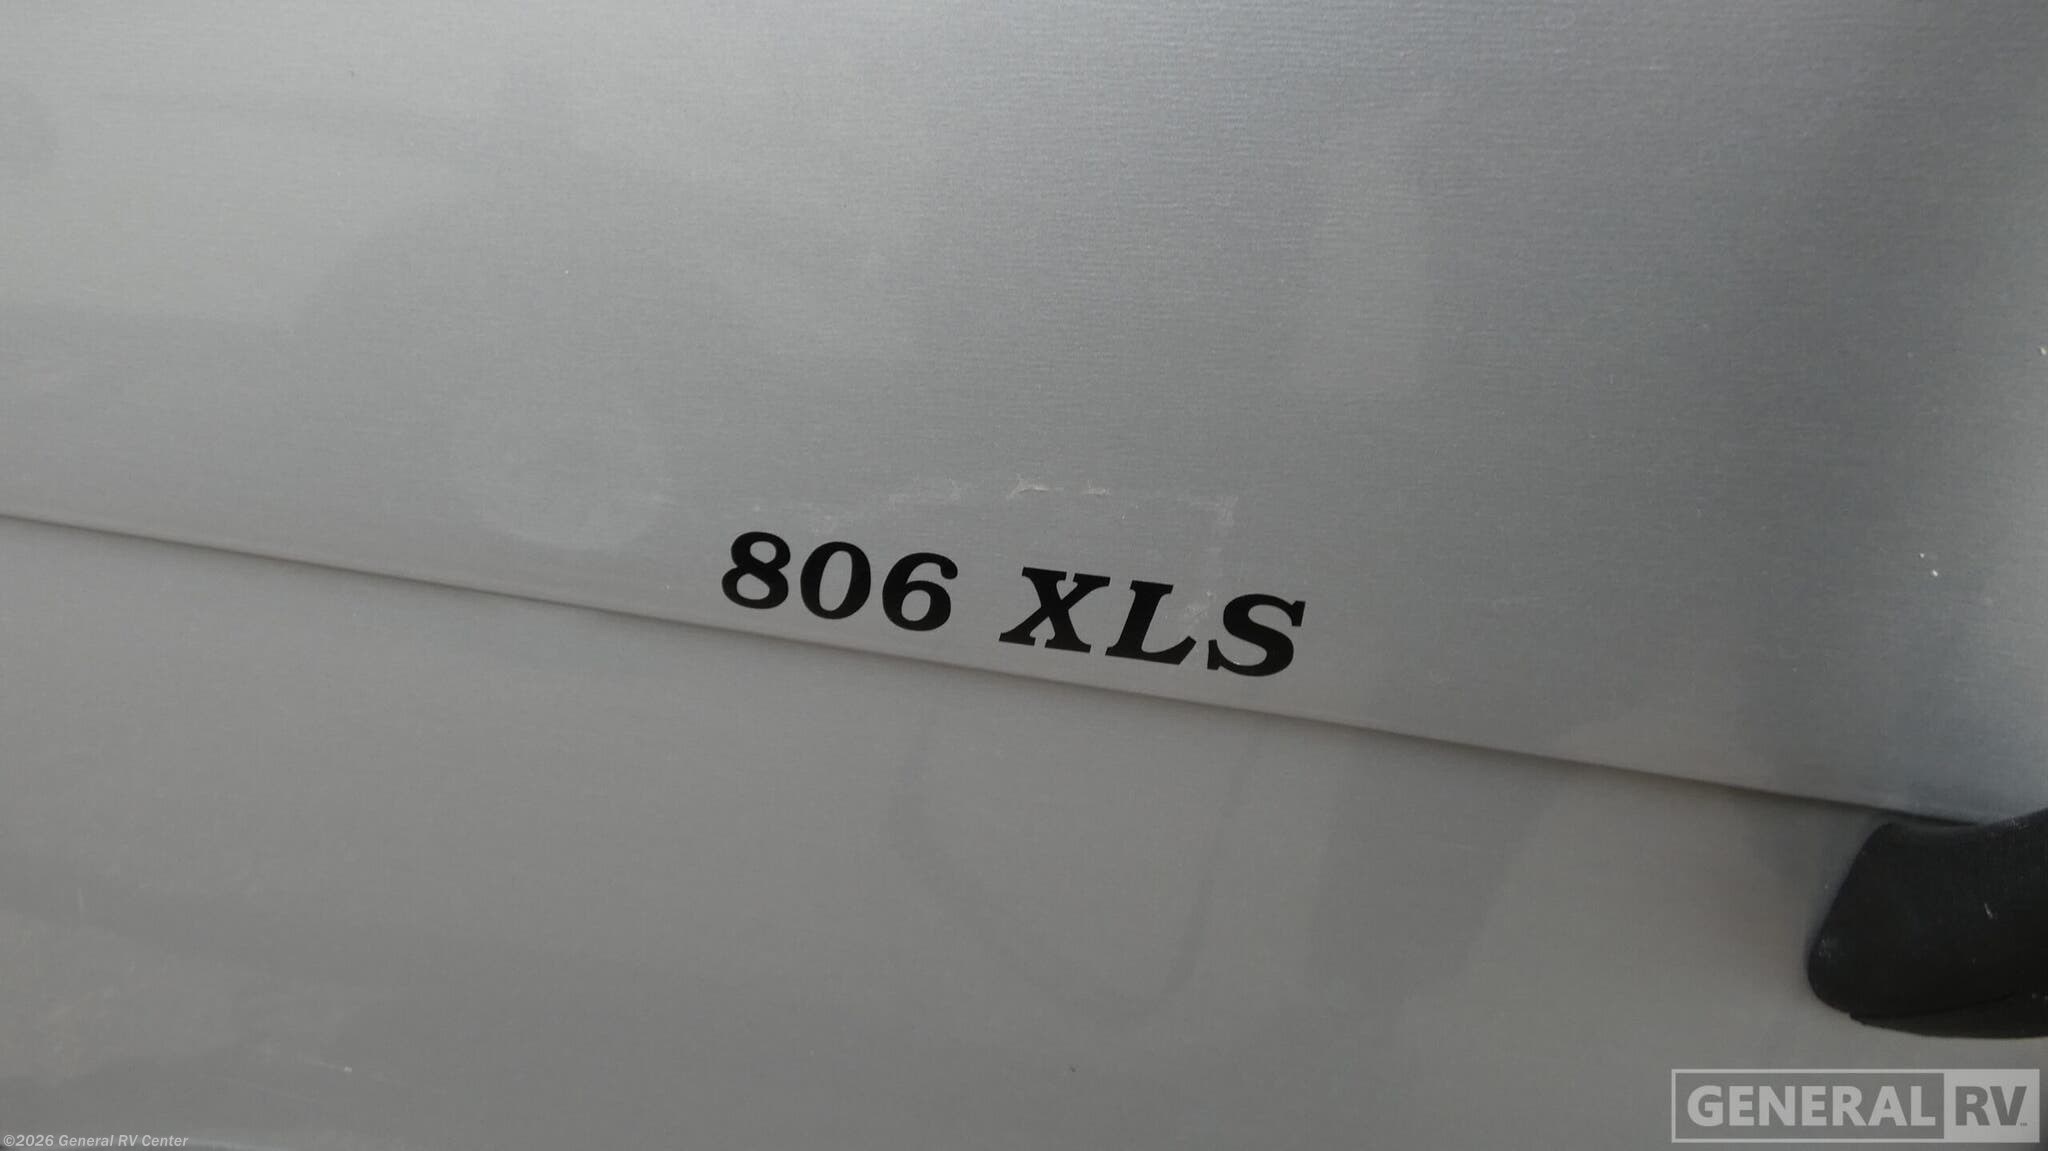 806 XLS
GENERAL RV
©2026 General RV Center